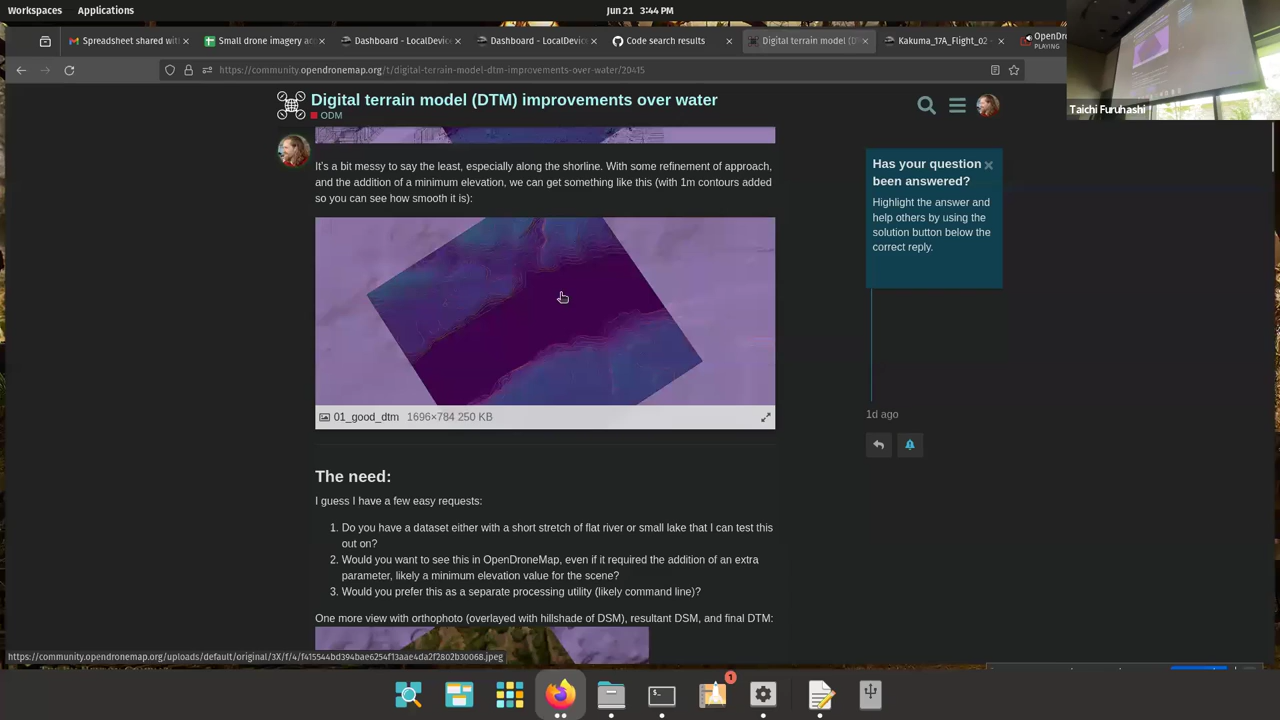 Workspaces Applications Jun 21 3:44 PM
Spreadsheet shared wit Small drone imagery ac Dashboard - LocalDevice Dashboard - LocalDevice Code search results Digital terrain model (DT Kakuma_17A_Flight_02 - OpenDro
PLAYING
https://community.opendronemap.org/t/digital-terrain-model-dtm-improvements-over-water/20415
Taichi Furuhashi
Digital terrain model (DTM) improvements over water
ODM
It's a bit messy to say the least, especially along the shorline. With some refinement of approach,
and the addition of a minimum elevation, we can get something like this (with 1m contours added
so you can see how smooth it is):
01_good_dtm 1696×784 250 KB
The need:
I guess I have a few easy requests:
1. Do you have a dataset either with a short stretch of flat river or small lake that I can test this
out on?
2. Would you want to see this in OpenDroneMap, even if it required the addition of an extra
parameter, likely a minimum elevation value for the scene?
3. Would you prefer this as a separate processing utility (likely command line)?
One more view with orthophoto (overlayed with hillshade of DSM), resultant DSM, and final DTM:
Has your question
been answered?
Highlight the answer and
help others by using the
solution button below the
correct reply.
1d ago
https://community.opendronemap.org/uploads/default/original/3X/f/4/f415544bd394bae6254f13aae4da2f2802b30068.jpeg
1